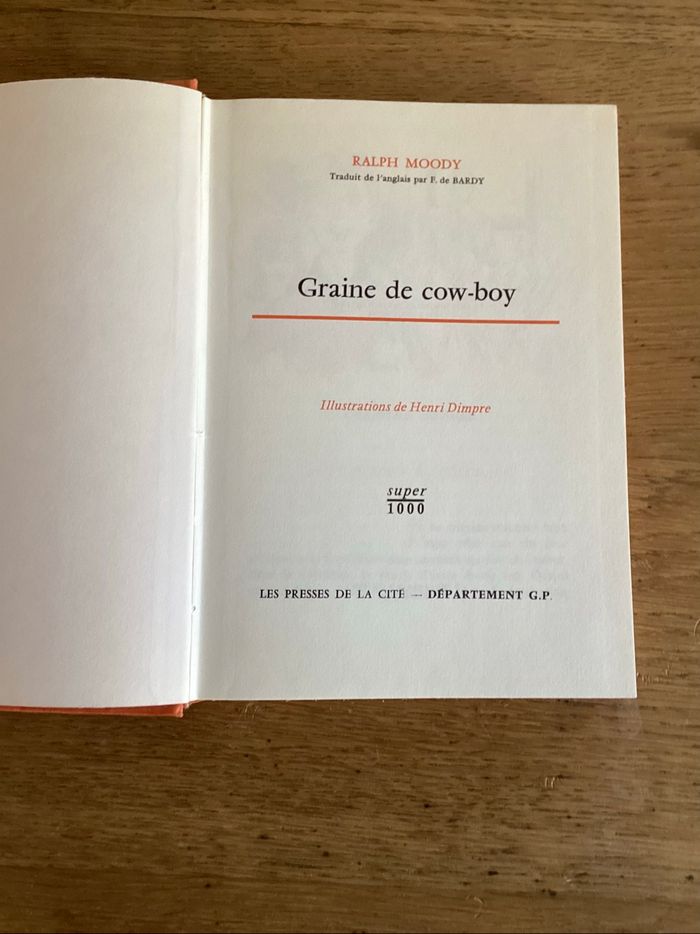 RALPH MOODY
Traduit de l'anglais par F. de BARDY
Graine de cow-boy
Illustrations de Henri Dimpre
super
1000
LES PRESSES DE LA CITÉ — DÉPARTEMENT G.P.